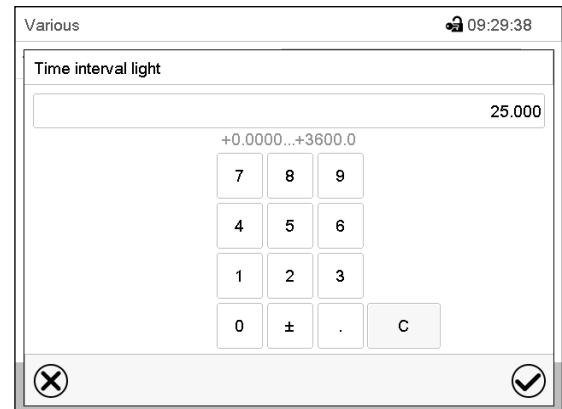 Various 09:29:38
Time interval light
25.000
+0.0000...+3600.0
7 8 9
4 5 6
1 2 3
0 ± . C